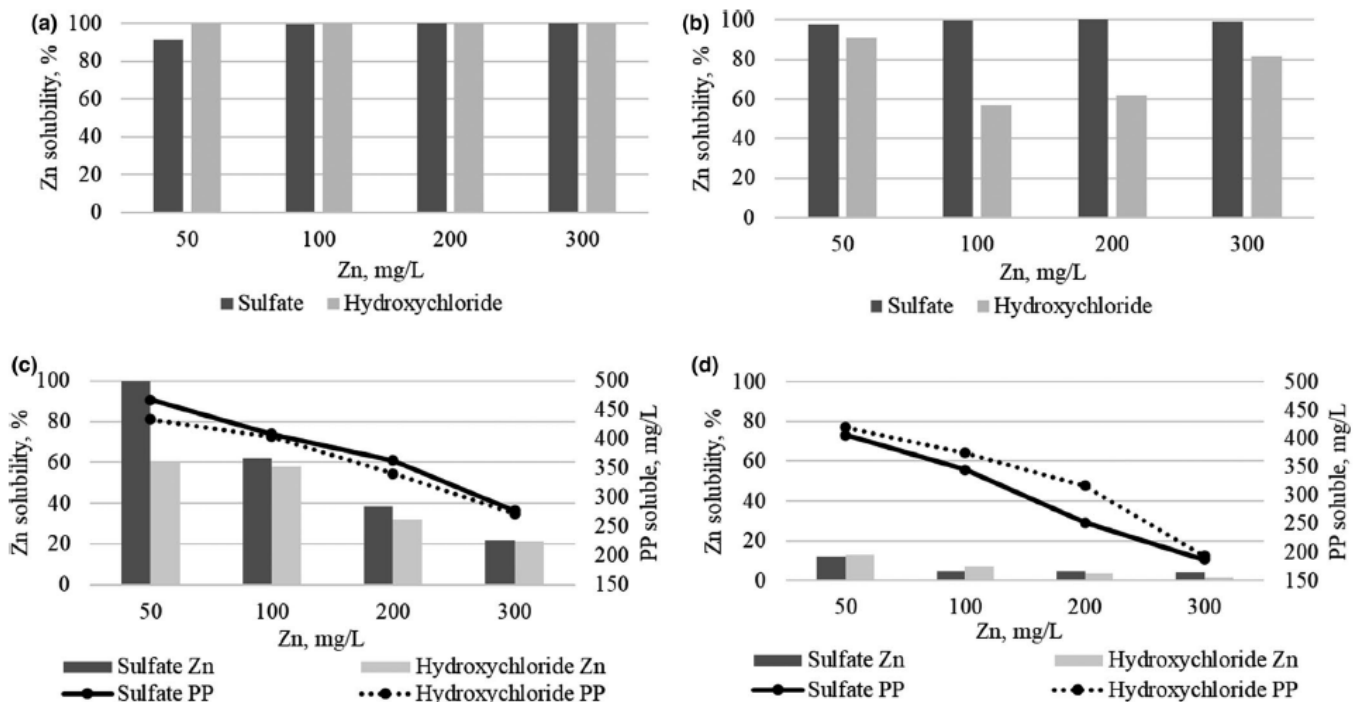 (a)
100
80
60
40
20
0
Zn solubility, %
50 100 200 300
Zn, mg/L
Sulfate Hydroxychloride
(b)
100
80
60
40
20
0
Zn solubility, %
50 100 200 300
Zn, mg/L
Sulfate Hydroxychloride
(c)
100
80
60
40
20
0
Zn solubility, %
500
450
400
350
300
250
200
150
PP soluble, mg/L
50 100 200 300
Zn, mg/L
Sulfate Zn Hydroxychloride Zn
Sulfate PP Hydroxychloride PP
(d)
100
80
60
40
20
0
Zn solubility, %
500
450
400
350
300
250
200
150
PP soluble, mg/L
50 100 200 300
Zn, mg/L
Sulfate Zn Hydroxychloride Zn
Sulfate PP Hydroxychloride PP